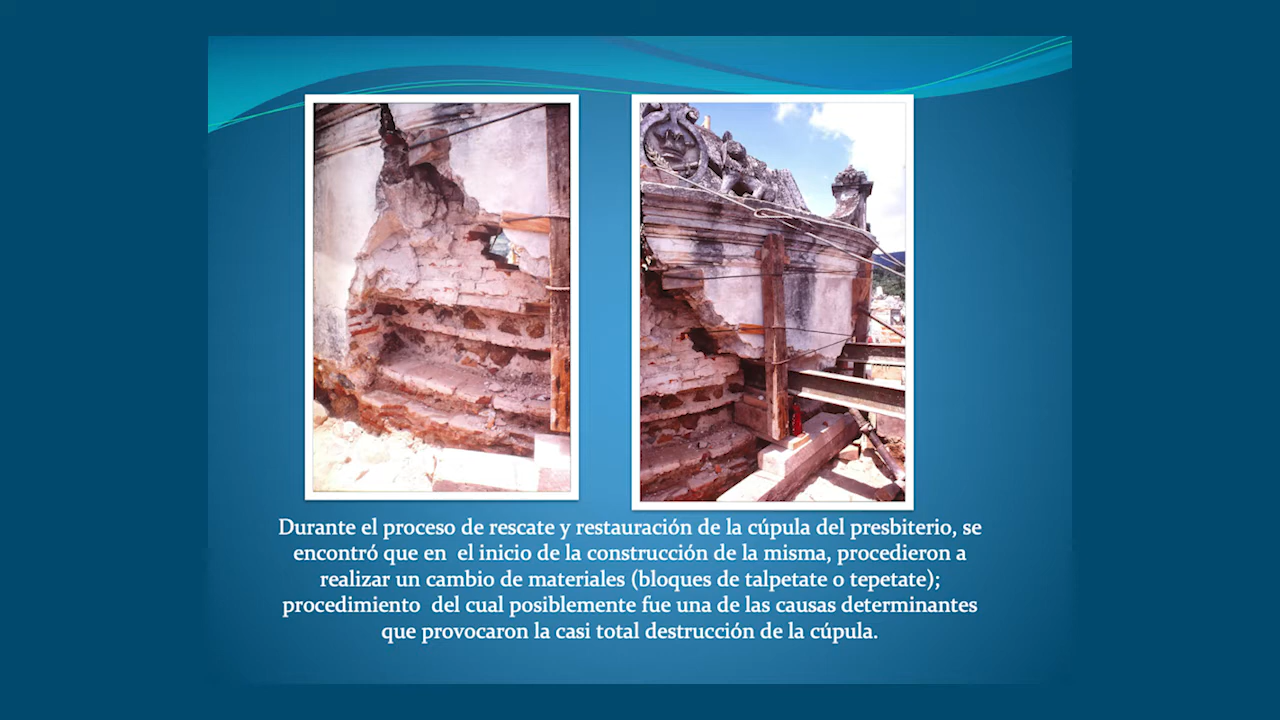 Durante el proceso de rescate y restauración de la cúpula del presbiterio, se
encontró que en  el inicio de la construcción de la misma, procedieron a
realizar un cambio de materiales (bloques de talpetate o tepetate);
procedimiento  del cual posiblemente fue una de las causas determinantes
que provocaron la casi total destrucción de la cúpula.